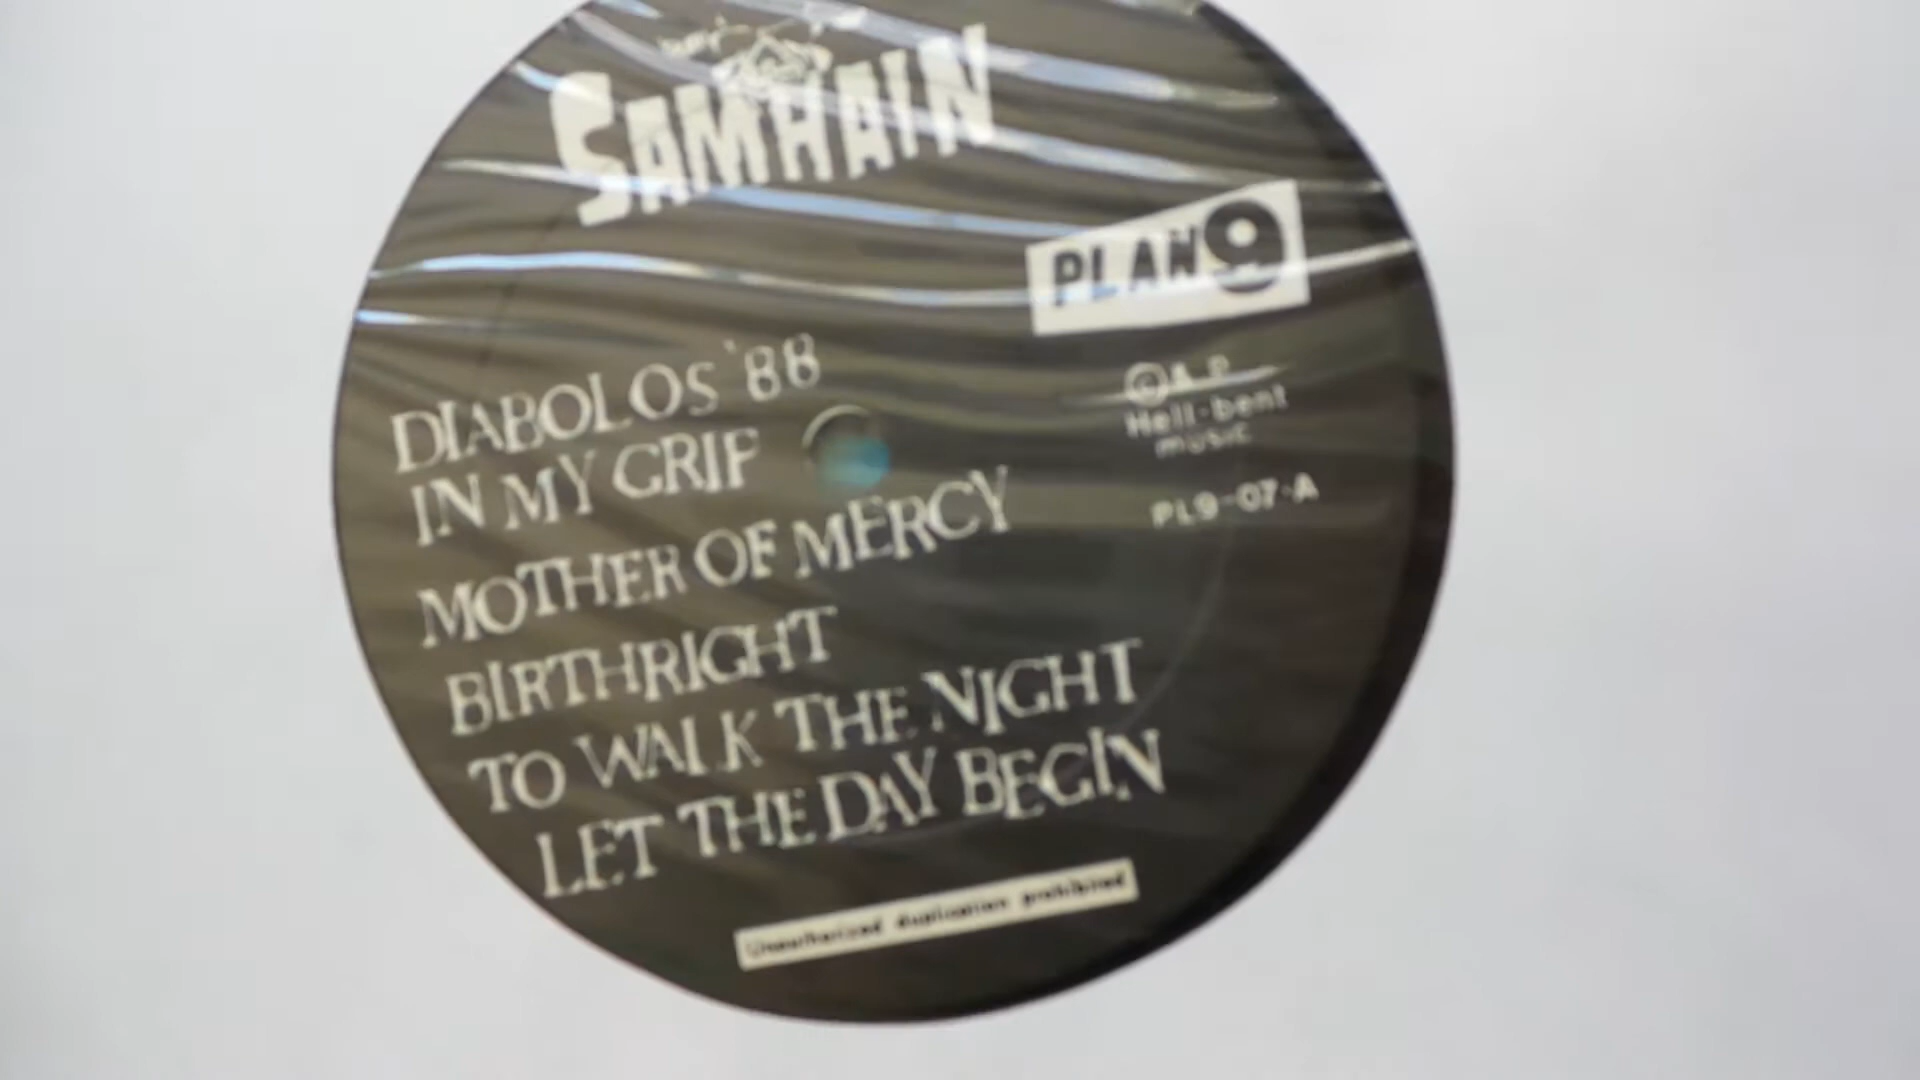 SAMHAIN
PLAN 9
DIABOLOS '88
IN MY GRIP
MOTHER OF MERCY
BIRTHRIGHT
TO WALK THE NIGHT
LET THE DAY BEGIN
©& P
Hell-bent
music
PL9-07-A
Unauthorized duplication prohibited